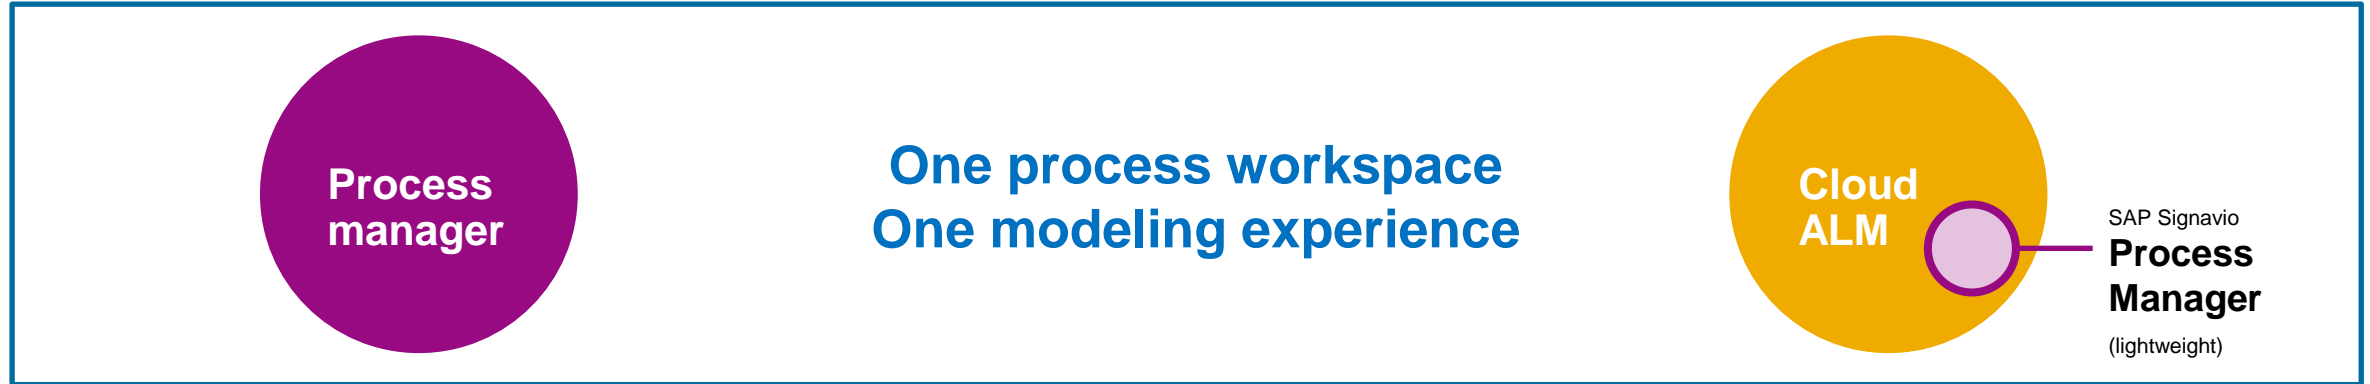 Process
manager
One process workspace
One modeling experience
Cloud
ALM
SAP Signavio
Process
Manager
(lightweight)